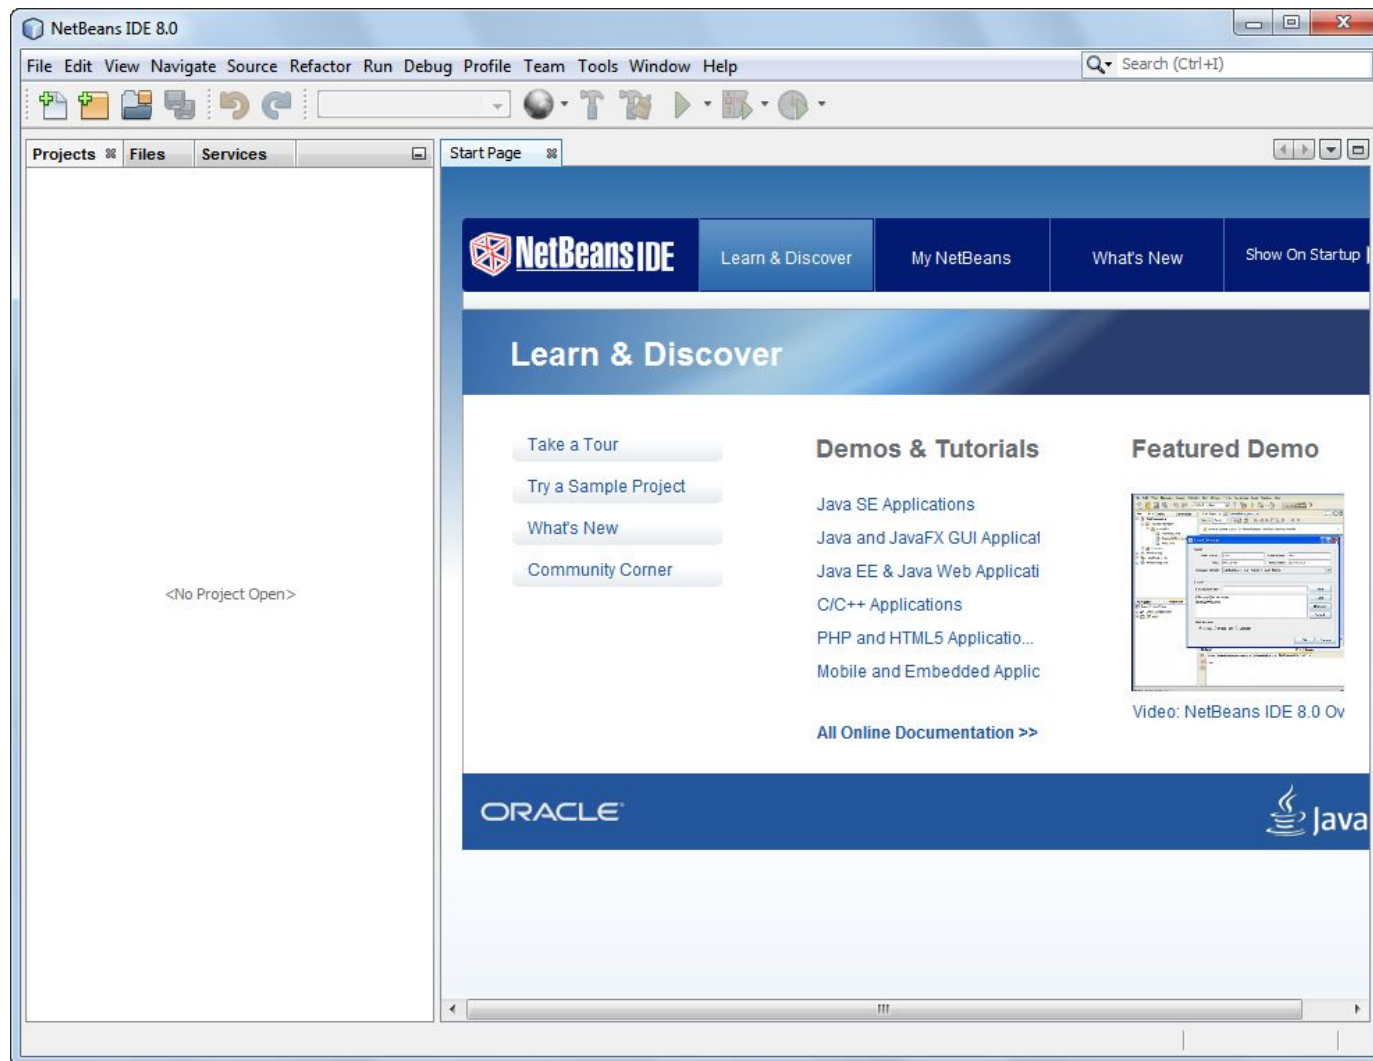 NetBeans IDE 8.0
File Edit View Navigate Source Refactor Run Debug Profile Team Tools Window Help
Search (Ctrl+I)
Projects Files Services
Start Page
NetBeans IDE
Learn & Discover
My NetBeans
What's New
Show On Startup
Learn & Discover
Take a Tour
Try a Sample Project
What's New
Community Corner
Demos & Tutorials
Java SE Applications
Java and JavaFX GUI Applicat
Java EE & Java Web Applicati
C/C++ Applications
PHP and HTML5 Applicatio...
Mobile and Embedded Applic
All Online Documentation >>
Featured Demo
Video: NetBeans IDE 8.0 Ov
<No Project Open>
ORACLE
Java